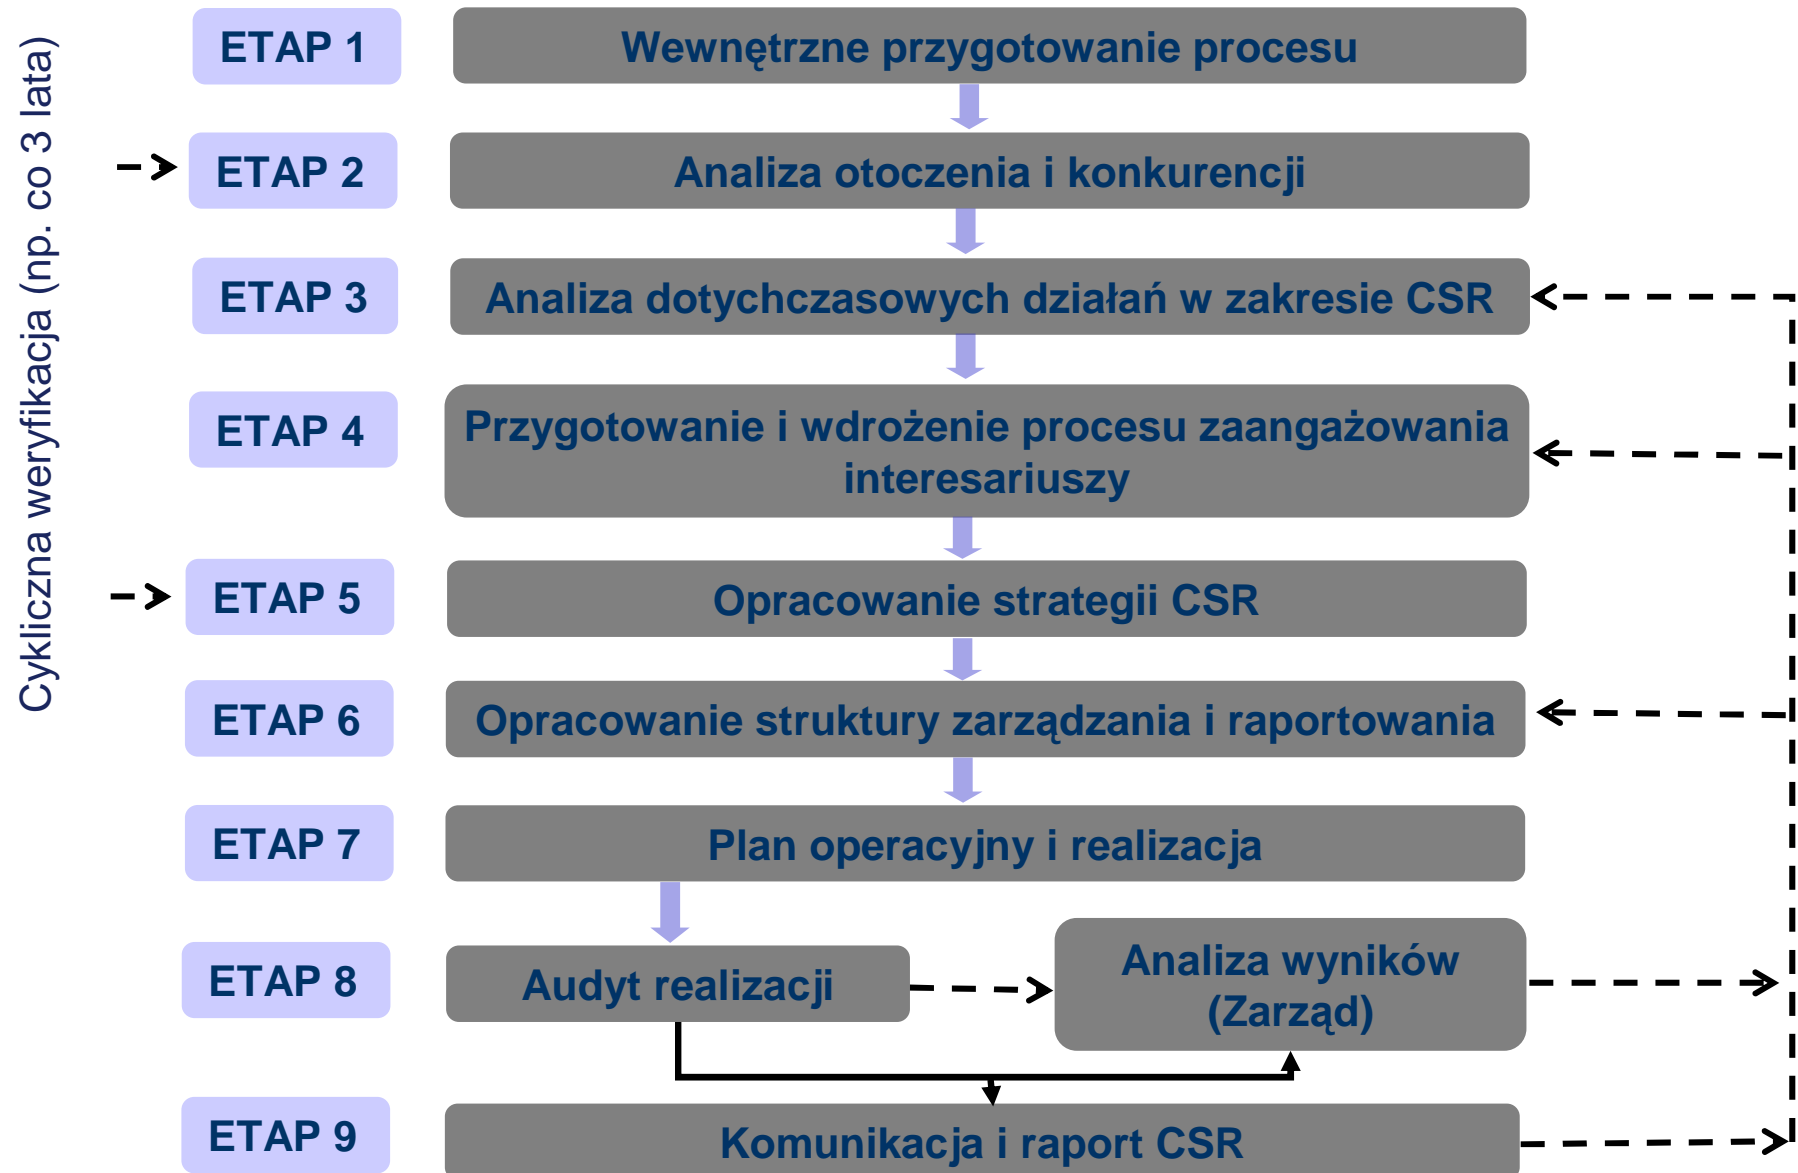 Cykliczna weryfikacja (np. co 3 lata)
ETAP 1
Wewnętrzne przygotowanie procesu
ETAP 2
Analiza otoczenia i konkurencji
ETAP 3
Analiza dotychczasowych działań w zakresie CSR
ETAP 4
Przygotowanie i wdrożenie procesu zaangażowania
interesariuszy
ETAP 5
Opracowanie strategii CSR
ETAP 6
Opracowanie struktury zarządzania i raportowania
ETAP 7
Plan operacyjny i realizacja
ETAP 8
Audyt realizacji
Analiza wyników
(Zarząd)
ETAP 9
Komunikacja i raport CSR